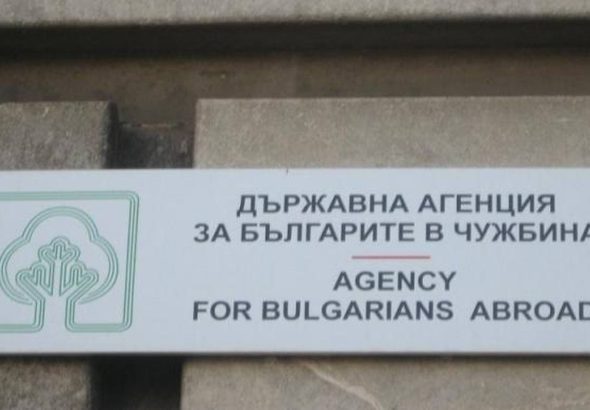 ДЪРЖАВНА АГЕНЦИЯ
ЗА БЪЛГАРИТЕ В ЧУЖБИНА
AGENCY
FOR BULGARIANS ABROAD